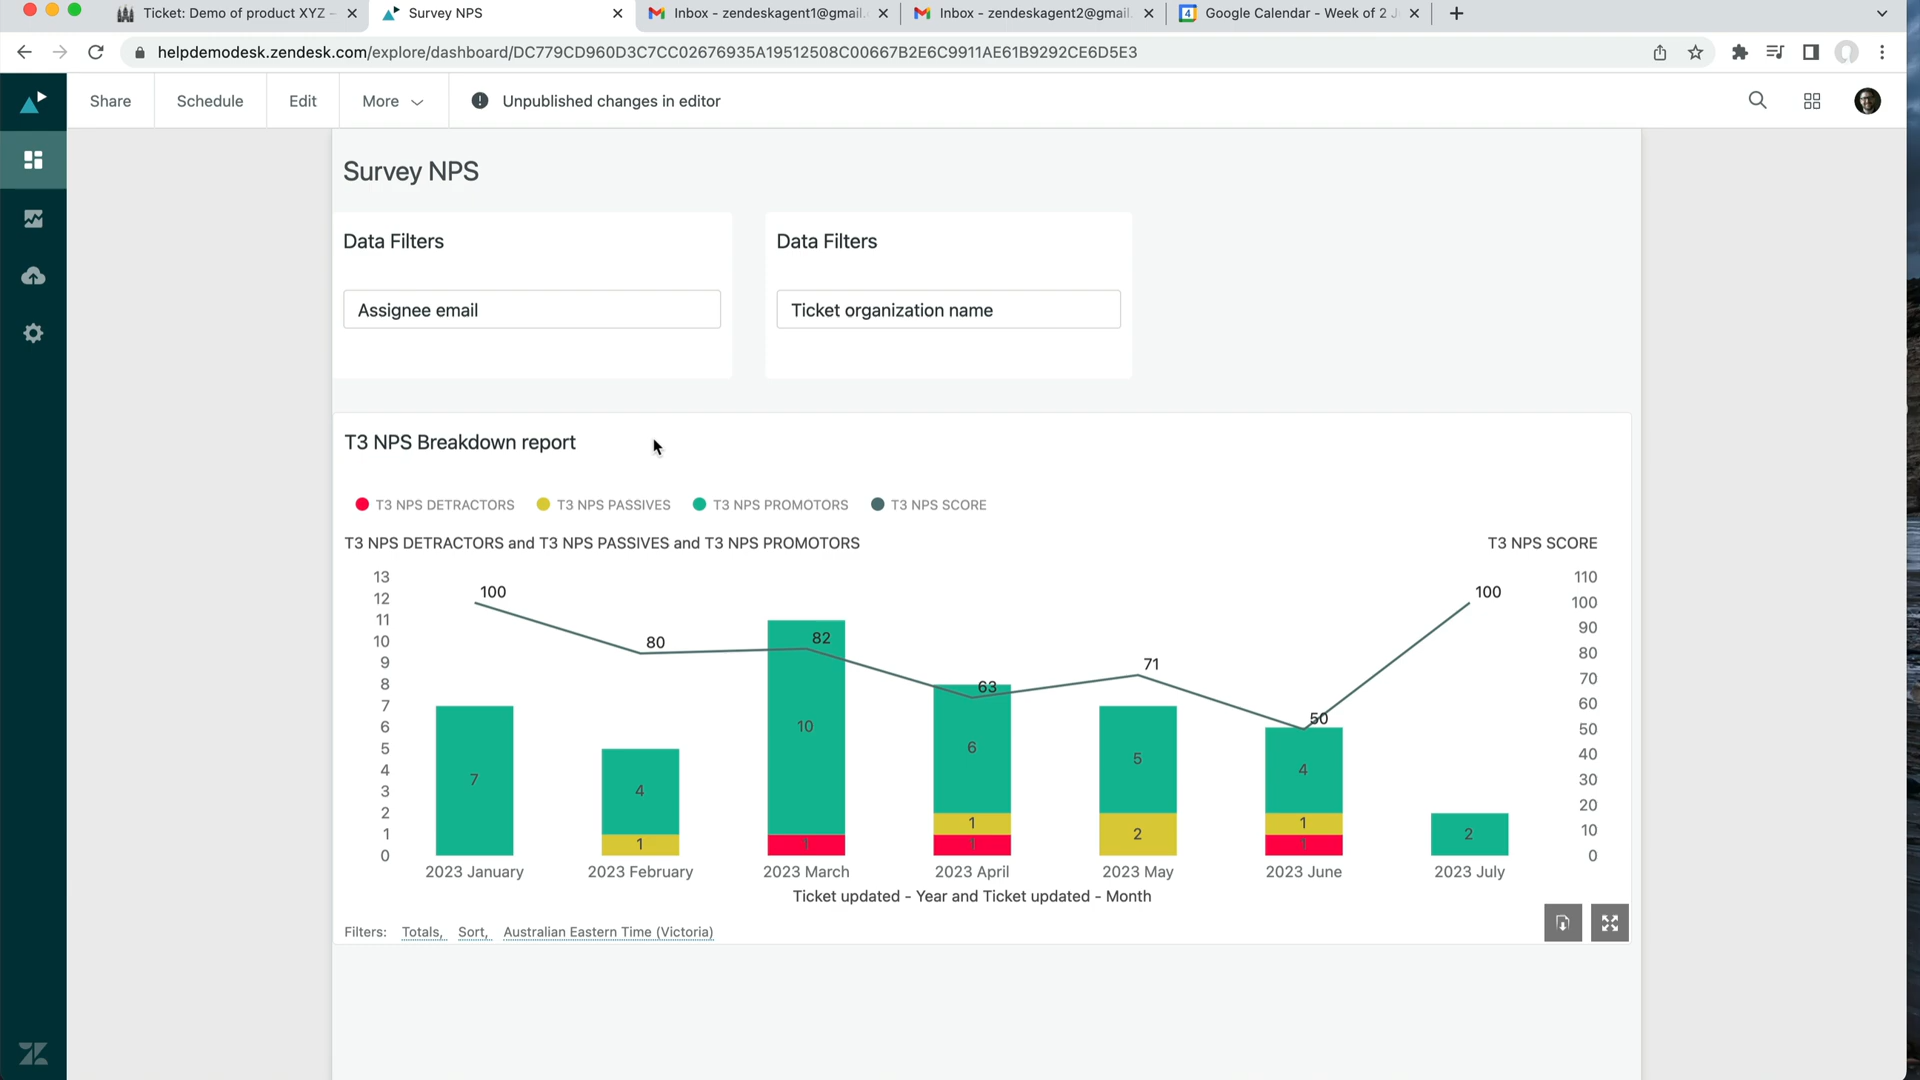 Ticket: Demo of product XYZ –
Survey NPS
Inbox - zendeskagent1@gmail.
Inbox - zendeskagent2@gmail.
Google Calendar - Week of 2 J
helpdemodesk.zendesk.com/explore/dashboard/DC779CD960D3C7CC02676935A19512508C00667B2E6C9911AE61B9292CE6D5E3
Share
Schedule
Edit
More
Unpublished changes in editor
Survey NPS
Data Filters
Assignee email
Data Filters
Ticket organization name
T3 NPS Breakdown report
T3 NPS DETRACTORS
T3 NPS PASSIVES
T3 NPS PROMOTORS
T3 NPS SCORE
T3 NPS DETRACTORS and T3 NPS PASSIVES and T3 NPS PROMOTORS
T3 NPS SCORE
13
12
11
10
9
8
7
6
5
4
3
2
1
0
100
80
82
63
71
50
100
7
4
1
10
1
6
1
1
5
2
4
1
1
2
110
100
90
80
70
60
50
40
30
20
10
0
2023 January
2023 February
2023 March
2023 April
2023 May
2023 June
2023 July
Ticket updated - Year and Ticket updated - Month
Filters: Totals, Sort, Australian Eastern Time (Victoria)